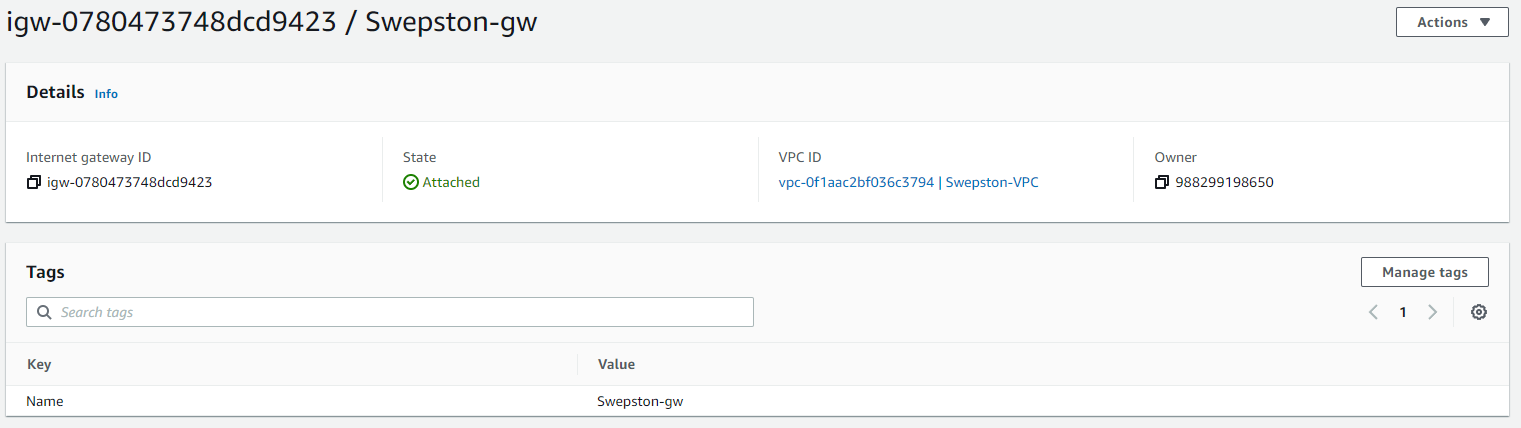 igw-0780473748dcd9423 / Swepston-gw
Actions
Details Info
Internet gateway ID
igw-0780473748dcd9423
State
Attached
VPC ID
vpc-0f1aac2bf036c3794 | Swepston-VPC
Owner
988299198650
Tags
Manage tags
Search tags
1
Key Value
Name Swepston-gw